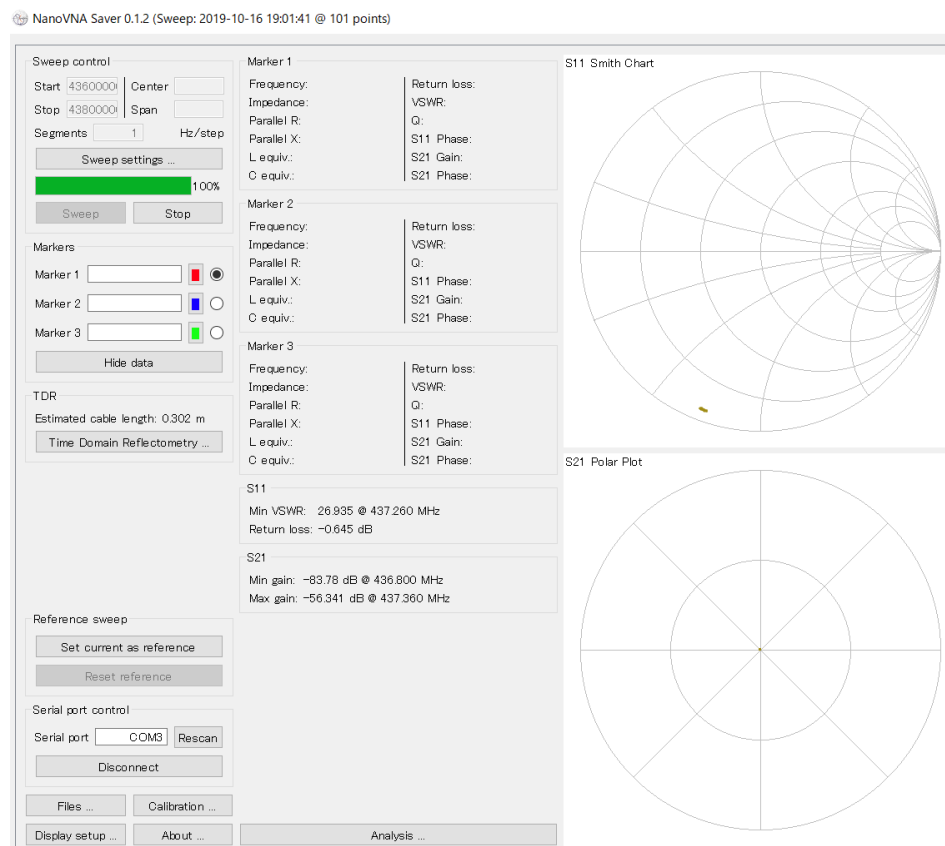 NanoVNA Saver 0.1.2 (Sweep: 2019-10-16 19:01:41 @ 101 points)
Sweep control
Start 4360000 Center
Stop 4380000 Span
Segments 1 Hz/step
Sweep settings ...
100%
Sweep Stop
Markers
Marker 1
Marker 2
Marker 3
Hide data
TDR
Estimated cable length: 0.302 m
Time Domain Reflectometry ...
Reference sweep
Set current as reference
Reset reference
Serial port control
Serial port COM3 Rescan
Disconnect
Files ... Calibration ...
Display setup ... About ...
Marker 1
Frequency: Return loss:
Impedance: VSWR:
Parallel R: Q:
Parallel X: S11 Phase:
L equiv.: S21 Gain:
C equiv.: S21 Phase:
Marker 2
Frequency: Return loss:
Impedance: VSWR:
Parallel R: Q:
Parallel X: S11 Phase:
L equiv.: S21 Gain:
C equiv.: S21 Phase:
Marker 3
Frequency: Return loss:
Impedance: VSWR:
Parallel R: Q:
Parallel X: S11 Phase:
L equiv.: S21 Gain:
C equiv.: S21 Phase:
S11
Min VSWR: 26.935 @ 437.260 MHz
Return loss: -0.645 dB
S21
Min gain: -83.78 dB @ 436.800 MHz
Max gain: -56.341 dB @ 437.360 MHz
Analysis ...
S11 Smith Chart
S21 Polar Plot